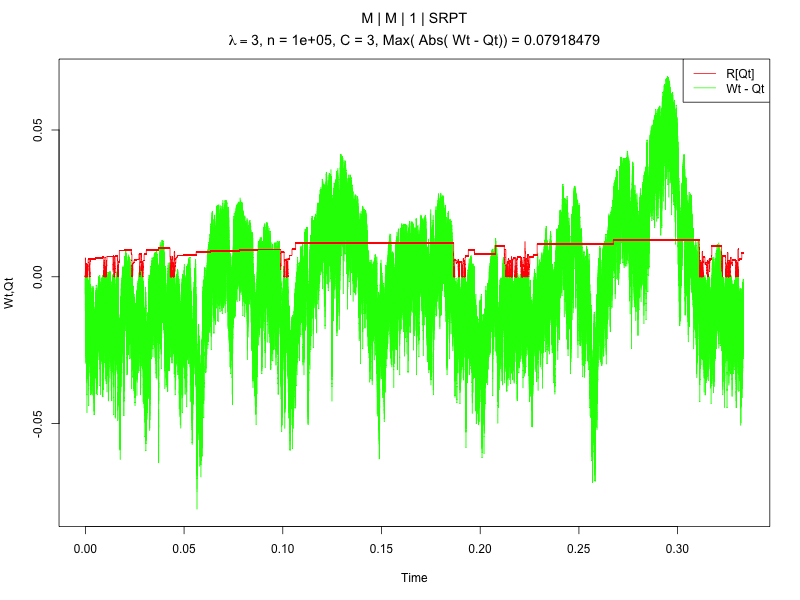 M | M | 1 | SRPT
λ = 3, n = 1e+05, C = 3, Max( Abs( Wt - Qt)) = 0.07918479
R[Qt]
Wt - Qt
0.05
0.00
-0.05
Wt,Qt
0.00 0.05 0.10 0.15 0.20 0.25 0.30
Time